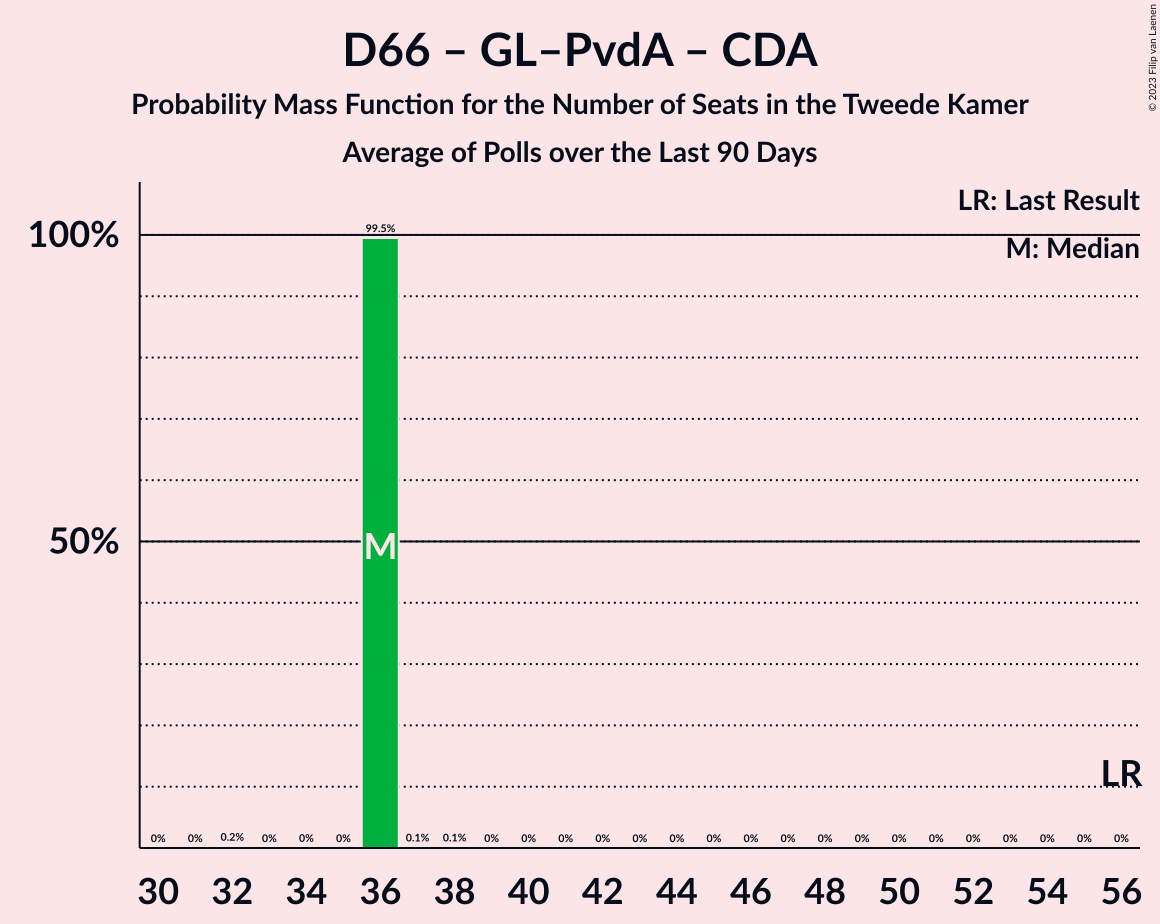 D66 – GL–PvdA – CDA
Probability Mass Function for the Number of Seats in the Tweede Kamer
Average of Polls over the Last 90 Days
© 2023 Filip van Laenen
LR: Last Result
M: Median
100%
50%
99.5%
M
LR
0% 0% 0.2% 0% 0% 0% 0.1% 0.1% 0% 0% 0% 0% 0% 0% 0% 0% 0% 0% 0% 0% 0% 0% 0% 0% 0% 0%
30 32 34 36 38 40 42 44 46 48 50 52 54 56